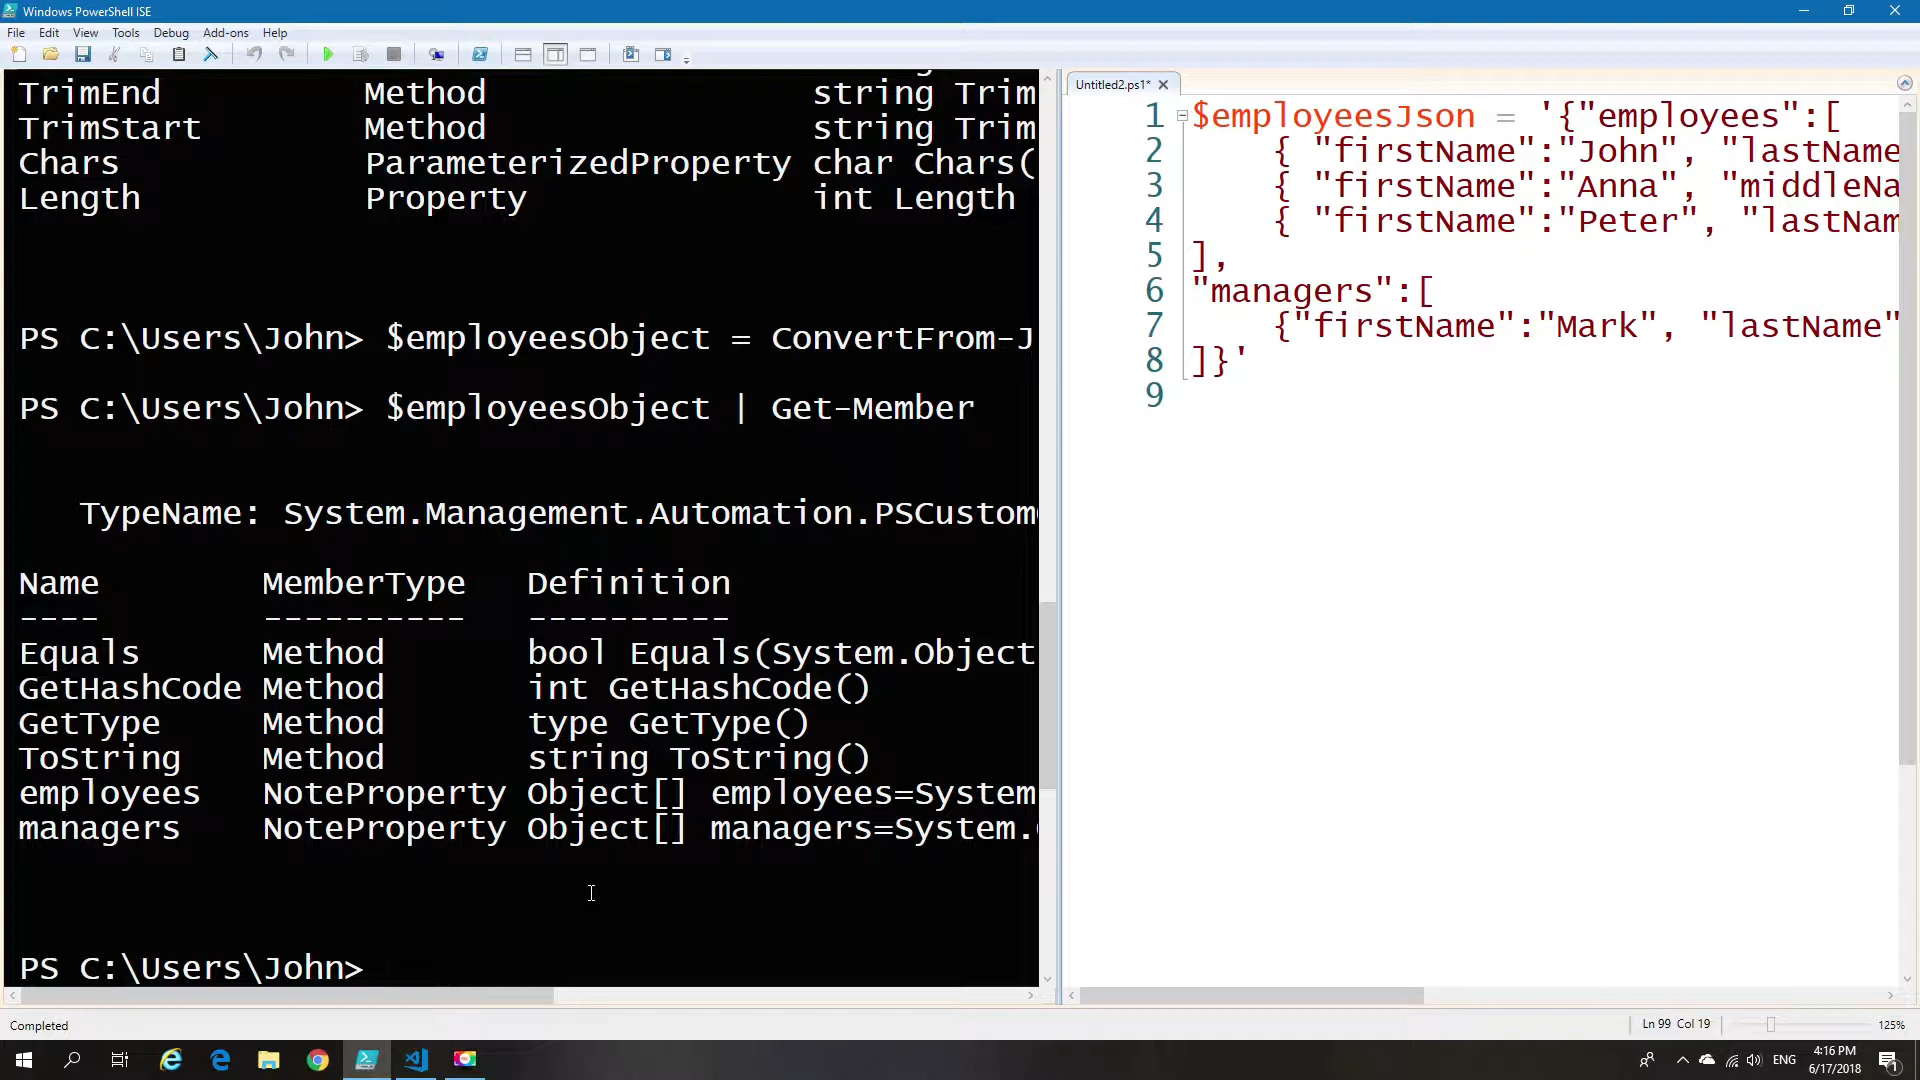 Windows PowerShell ISE
File Edit View Tools Debug Add-ons Help
TrimEnd Method string Trim
TrimStart Method string Trim
Chars ParameterizedProperty char Chars(
Length Property int Length
PS C:\Users\John> $employeesObject = ConvertFrom-J
PS C:\Users\John> $employeesObject | Get-Member
TypeName: System.Management.Automation.PSCustom
Name MemberType Definition
---- ---------- ----------
Equals Method bool Equals(System.Object
GetHashCode Method int GetHashCode()
GetType Method type GetType()
ToString Method string ToString()
employees NoteProperty Object[] employees=System
managers NoteProperty Object[] managers=System.
PS C:\Users\John>
Untitled2.ps1*
1 $employeesJson = '{"employees":[
2 { "firstName":"John", "lastName
3 { "firstName":"Anna", "middleNa
4 { "firstName":"Peter", "lastNam
5 ],
6 "managers":[
7 {"firstName":"Mark", "lastName"
8 ]}'
9
Completed
Ln 99 Col 19
125%
ENG
4:16 PM
6/17/2018
1